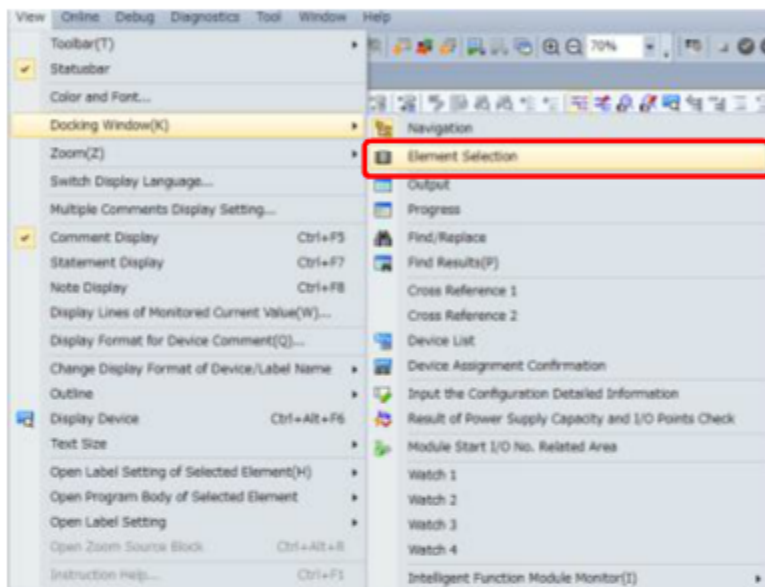 View Online Debug Diagnostics Tool Window Help
Toolbar(T)
70%
Statusbar
Color and Font...
Docking Window(K)
Zoom(Z)
Switch Display Language...
Multiple Comments Display Setting...
Comment Display Ctrl+F5
Statement Display Ctrl+F7
Note Display Ctrl+F8
Display Lines of Monitored Current Value(W)...
Display Format for Device Comment(Q)...
Change Display Format of Device/Label Name
Outline
Display Device Ctrl+Alt+F6
Text Size
Open Label Setting of Selected Element(H)
Open Program Body of Selected Element
Open Label Setting
Open Zoom Source Block Ctrl+Alt+R
Instruction Help... Ctrl+F1
Navigation
Element Selection
Output
Progress
Find/Replace
Find Results(P)
Cross Reference 1
Cross Reference 2
Device List
Device Assignment Confirmation
Input the Configuration Detailed Information
Result of Power Supply Capacity and I/O Points Check
Module Start I/O No. Related Area
Watch 1
Watch 2
Watch 3
Watch 4
Intelligent Function Module Monitor(I)